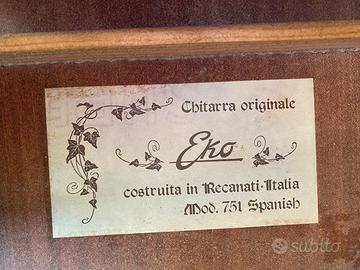 Chitarra originale
Eko
costruita in Recanati-Italia
Mod. 751 Spanish
subito